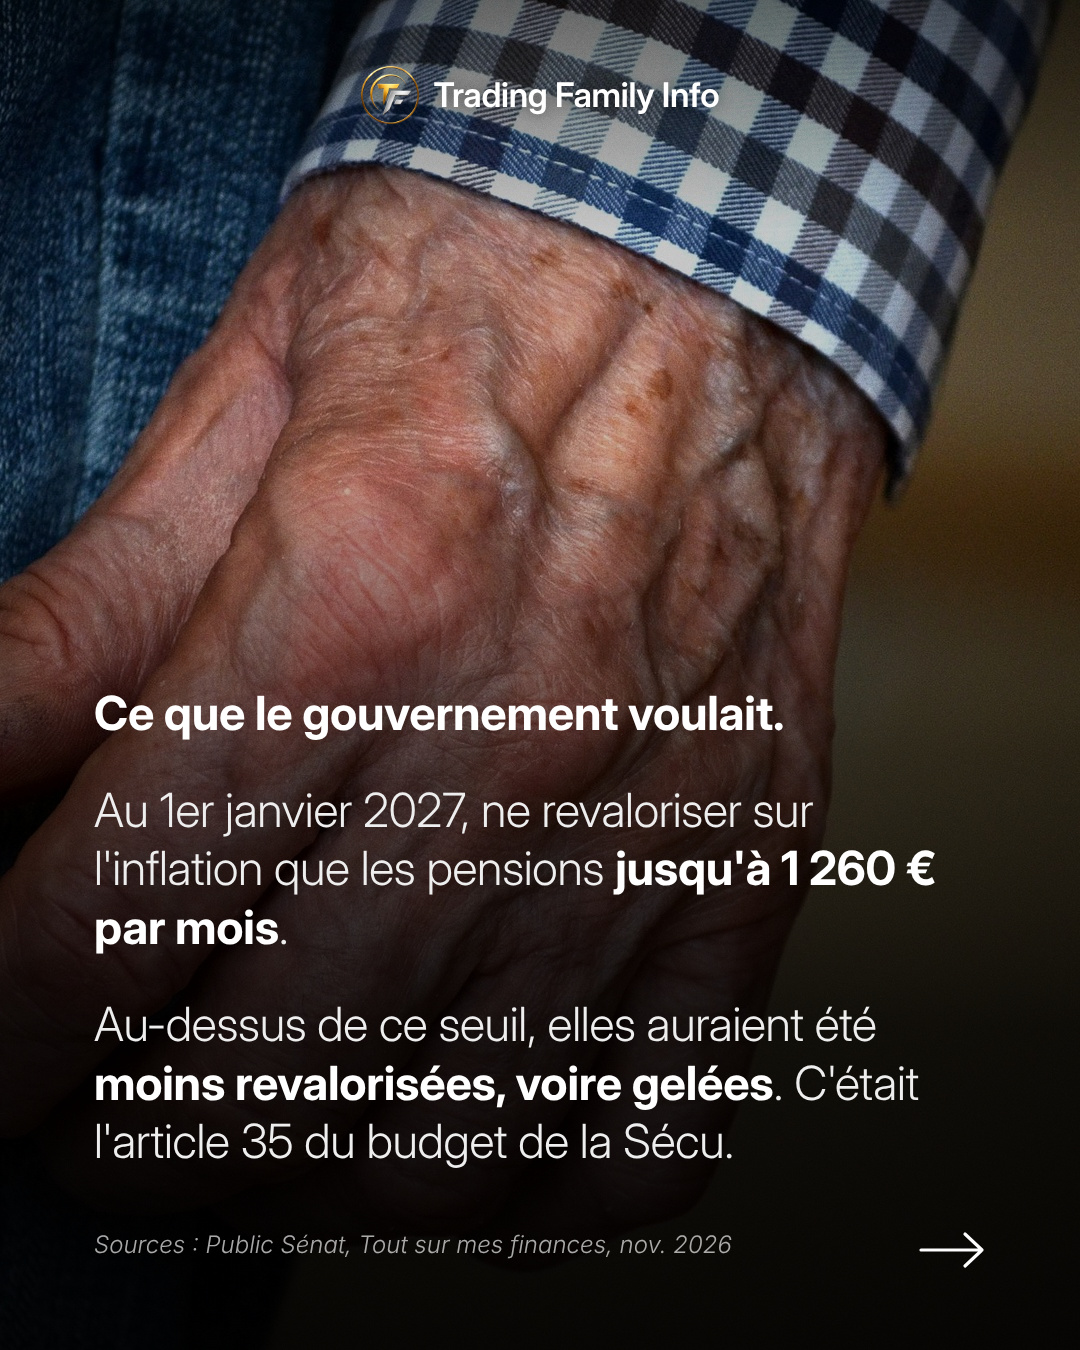 Trading Family Info
Ce que le gouvernement voulait.
Au 1er janvier 2027, ne revaloriser sur
l'inflation que les pensions jusqu'à 1 260 €
par mois.
Au-dessus de ce seuil, elles auraient été
moins revalorisées, voire gelées. C'était
l'article 35 du budget de la Sécu.
Sources : Public Sénat, Tout sur mes finances, nov. 2026